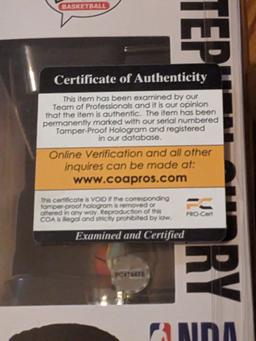 BASKETBALL
Certificate of Authenticity
This item has been examined by our
Team of Professionals and it is our opinion
that the item is authentic. The item has been
permanently marked with our serial numbered
Tamper-Proof Hologram and registered
in our database.
Online Verification and all other
inquires can be made at:
www.coapros.com
This certificate is VOID if the corresponding
tamper-proof hologram is removed or
altered in any way. Reproduction of this
COA is illegal and strictly prohibited by law.
PRO-Cert
Examined and Certified